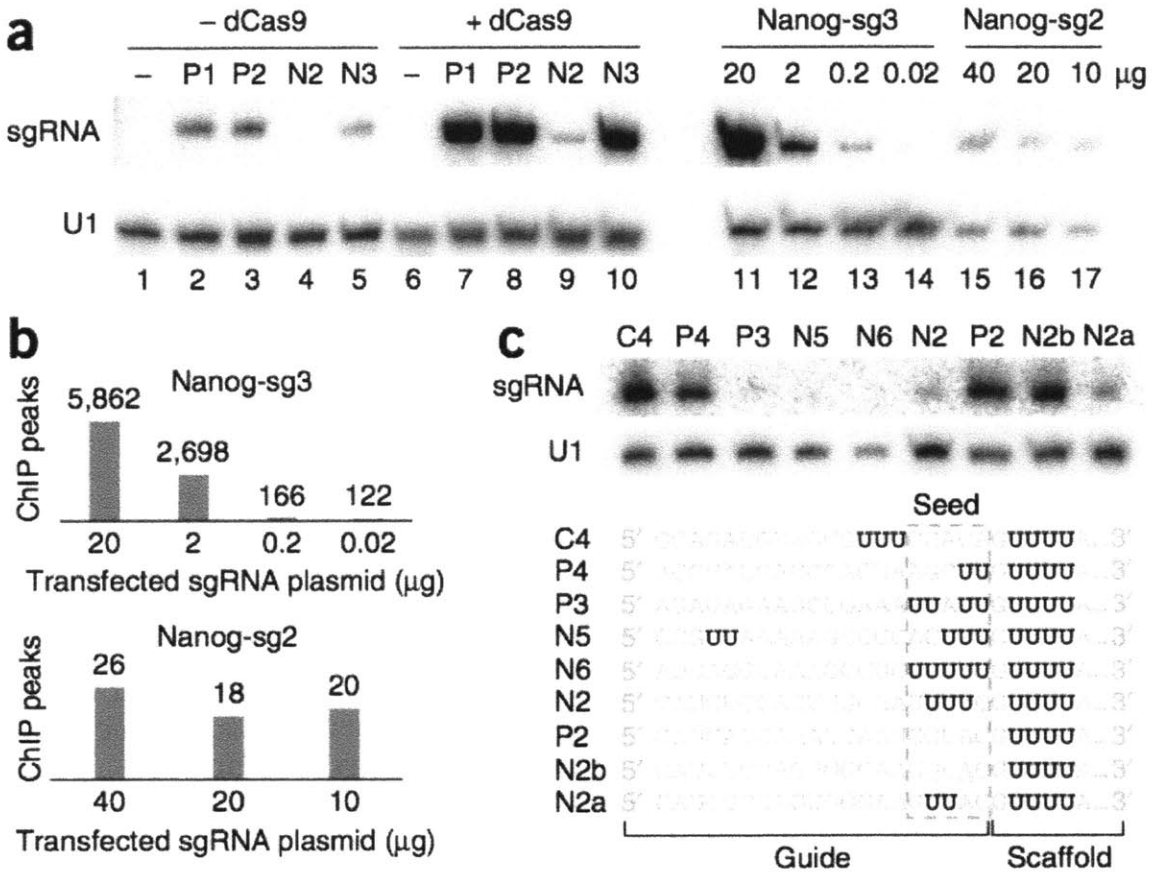 a
– dCas9 + dCas9 Nanog-sg3 Nanog-sg2
– P1 P2 N2 N3 – P1 P2 N2 N3 20 2 0.2 0.02 40 20 10 μg
sgRNA
U1
1 2 3 4 5 6 7 8 9 10 11 12 13 14 15 16 17
b
ChIP peaks
Nanog-sg3
5,862
2,698
166 122
20 2 0.2 0.02
Transfected sgRNA plasmid (μg)
ChIP peaks
Nanog-sg2
26
18
20
40 20 10
Transfected sgRNA plasmid (μg)
c
C4 P4 P3 N5 N6 N2 P2 N2b N2a
sgRNA
U1
Seed
C4 5′ UUU UUUU A...3′
P4 5′ UU UUUU A...3′
P3 5′ UU UUUU A...3′
N5 5′ UU UUU UUUU A...3′
N6 5′ UUUU UUUU A...3′
N2 5′ UUU UUUU A...3′
P2 5′ UUUU A...3′
N2b 5′ UUUU A...3′
N2a 5′ UU UUUU A...3′
Guide Scaffold